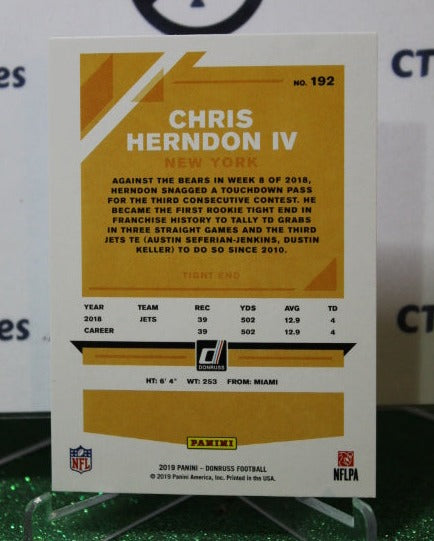 NO. 192
CHRIS
HERNDON IV
NEW YORK
AGAINST THE BEARS IN WEEK 8 OF 2018,
HERNDON SNAGGED A TOUCHDOWN PASS
FOR THE THIRD CONSECUTIVE CONTEST. HE
BECAME THE FIRST ROOKIE TIGHT END IN
FRANCHISE HISTORY TO TALLY TD GRABS
IN THREE STRAIGHT GAMES AND THE THIRD
JETS TE (AUSTIN SEFERIAN-JENKINS, DUSTIN
KELLER) TO DO SO SINCE 2010.
TIGHT END
YEAR TEAM REC YDS AVG TD
2018 JETS 39 502 12.9 4
CAREER 39 502 12.9 4
DONRUSS
HT: 6' 4" WT: 253 FROM: MIAMI
PANINI
NFL
NFLPA
2019 PANINI - DONRUSS FOOTBALL
© 2019 Panini America, Inc. Printed in the USA.